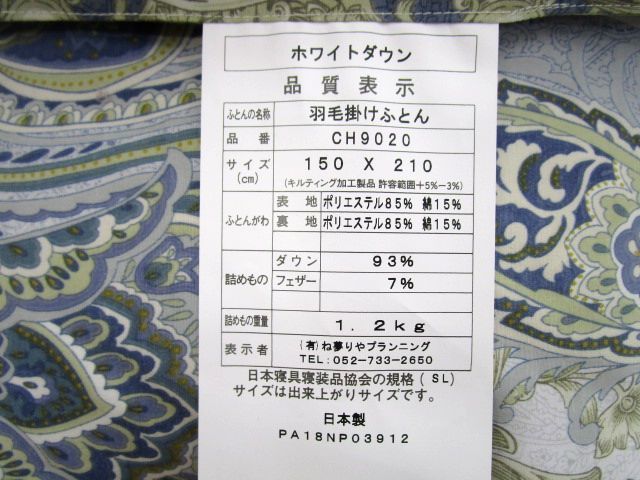 ホワイトダウン
品質表示
ふとんの名称 羽毛掛けふとん
品番 CH9020
サイズ(cm) 150 X 210
(キルティング加工製品 許容範囲+5%-3%)
ふとんがわ 表地 ポリエステル85% 綿15%
裏地 ポリエステル85% 綿15%
詰めもの ダウン 93%
フェザー 7%
詰めもの重量 1.2kg
表示者 (有)ね夢りやプランニング
TEL:052-733-2650
日本寝具寝装品協会の規格(SL)
サイズは出来上がりサイズです。
日本製
PA18NP03912